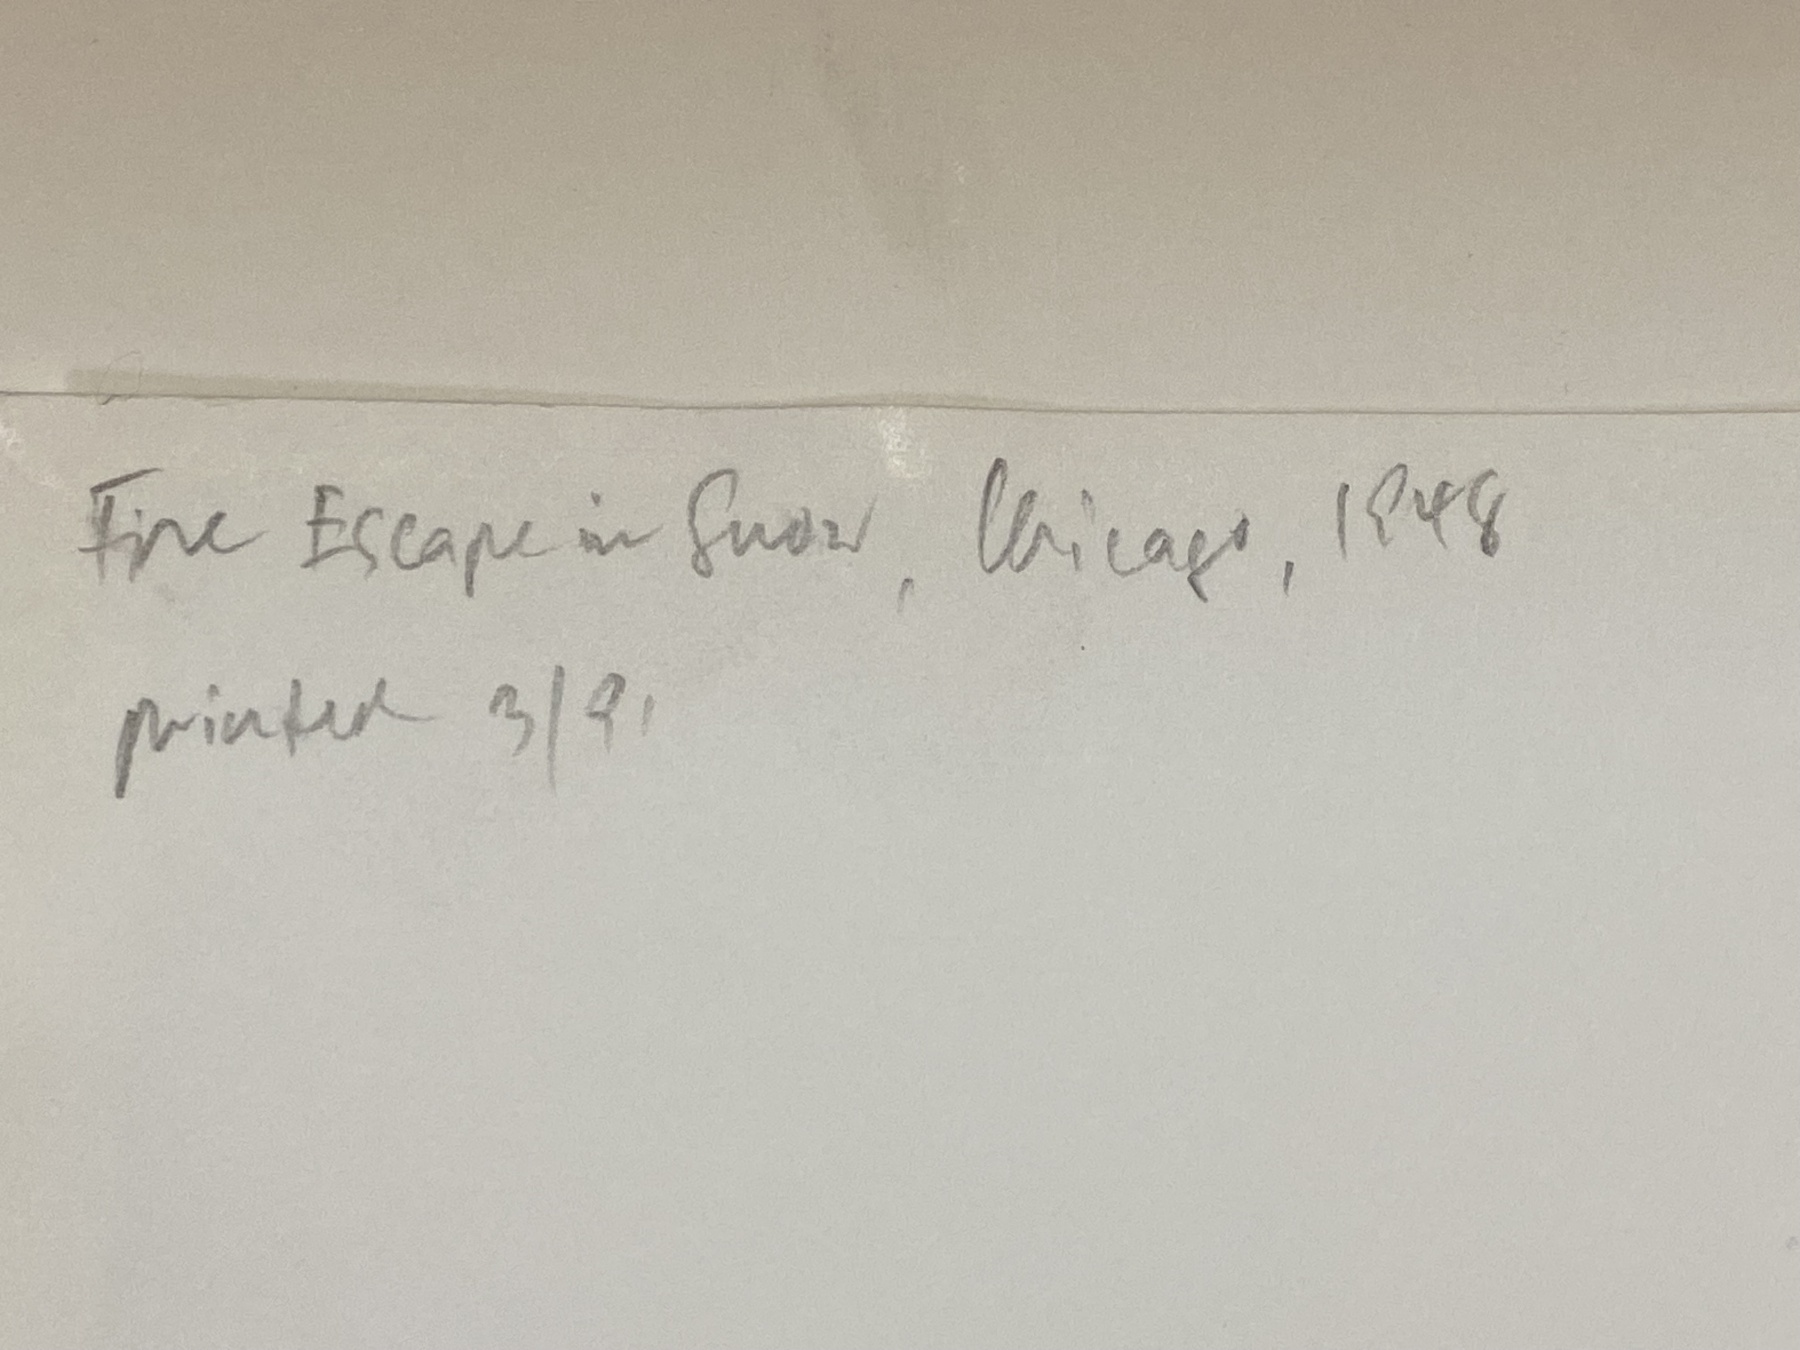 Fire Escape in Snow, Chicago, 1948
printed 3/91